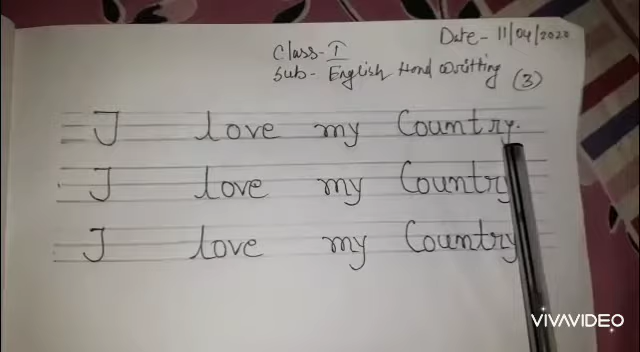 Date- 11/04/2020
Class- I
Sub- English Hand Writting (3)
I love my Country.
I love my Country
I love my Country
VIVAVIDEO